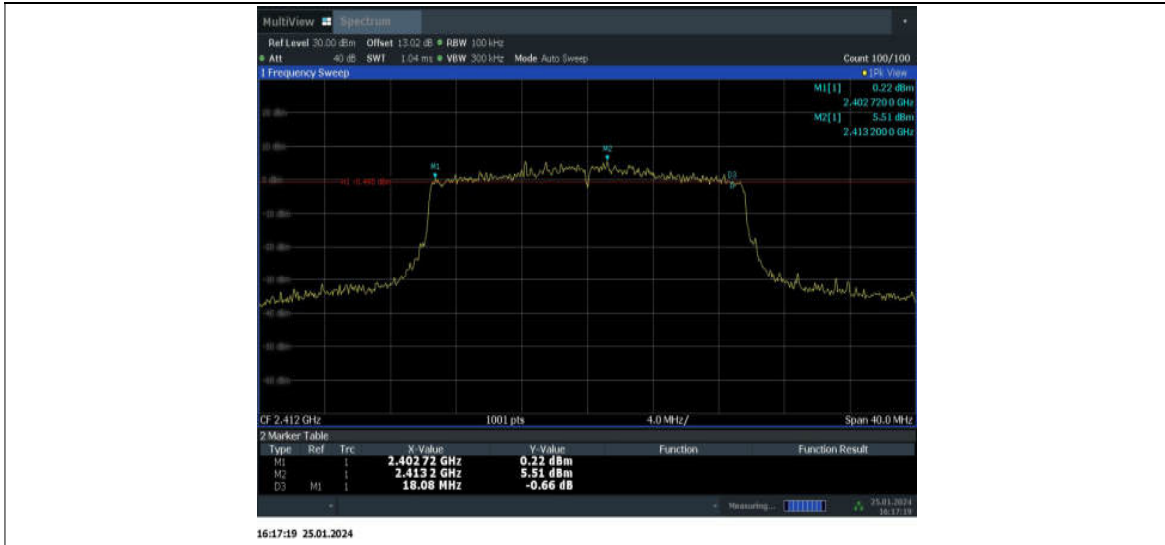 MultiView Spectrum
Ref Level 30.00 dBm Offset 13.02 dB RBW 100 kHz
Att 40 dB SWT 1.04 ms VBW 300 kHz Mode Auto Sweep Count 100/100
1 Frequency Sweep 1Pk View
M1[1] 0.22 dBm
2.402 720 0 GHz
M2[1] 5.51 dBm
2.413 200 0 GHz
M2
M1
D3
CF 2.412 GHz 1001 pts 4.0 MHz/ Span 40.0 MHz
2 Marker Table
Type Ref Trc X-Value Y-Value Function Function Result
M1 1 2.402 72 GHz 0.22 dBm
M2 1 2.413 2 GHz 5.51 dBm
D3 M1 1 18.08 MHz -0.66 dB
Measuring... 25.01.2024
16:17:19
16:17:19 25.01.2024